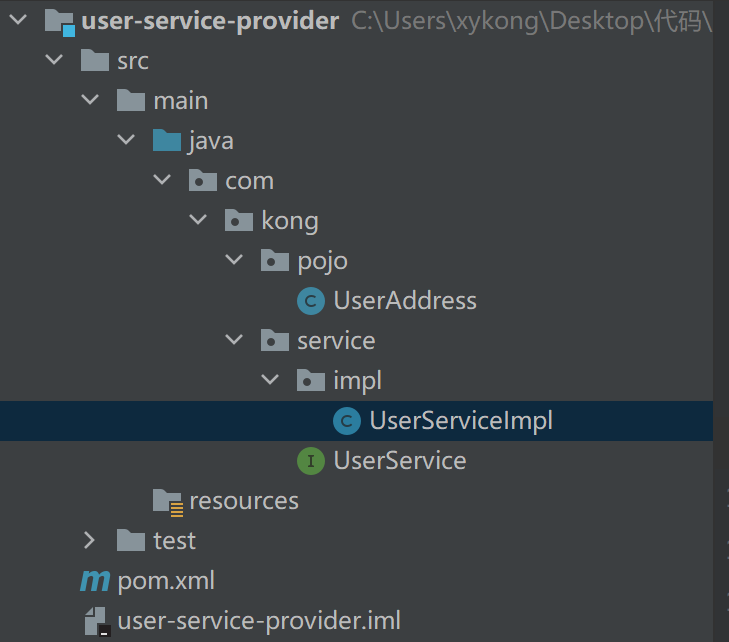 user-service-provider C:\Users\xykong\Desktop\代码\
src
main
java
com
kong
pojo
C UserAddress
service
impl
C UserServiceImpl
I UserService
resources
test
m pom.xml
user-service-provider.iml